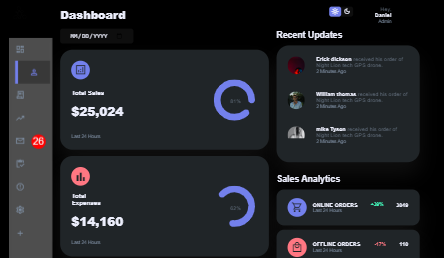 Dashboard
MM/DD/YYYY
Hey,
Daniel
Admin
26
Total Sales
$25,024
81%
Last 24 Hours
Total
Expenses
$14,160
62%
Last 24 Hours
Recent Updates
Erick dickson received his order of
Night Lion tech GPS drone.
2 Minutes Ago
William thomas received his order of
Night Lion tech GPS drone.
2 Minutes Ago
mike Tyson received his order of
Night Lion tech GPS drone.
2 Minutes Ago
Sales Analytics
ONLINE ORDERS +39% 3849
Last 24 Hours
OFFLINE ORDERS -17% 110
Last 24 Hours